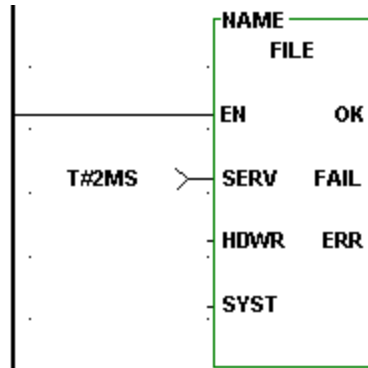 NAME
FILE
EN OK
T#2MS SERV FAIL
HDWR ERR
SYST